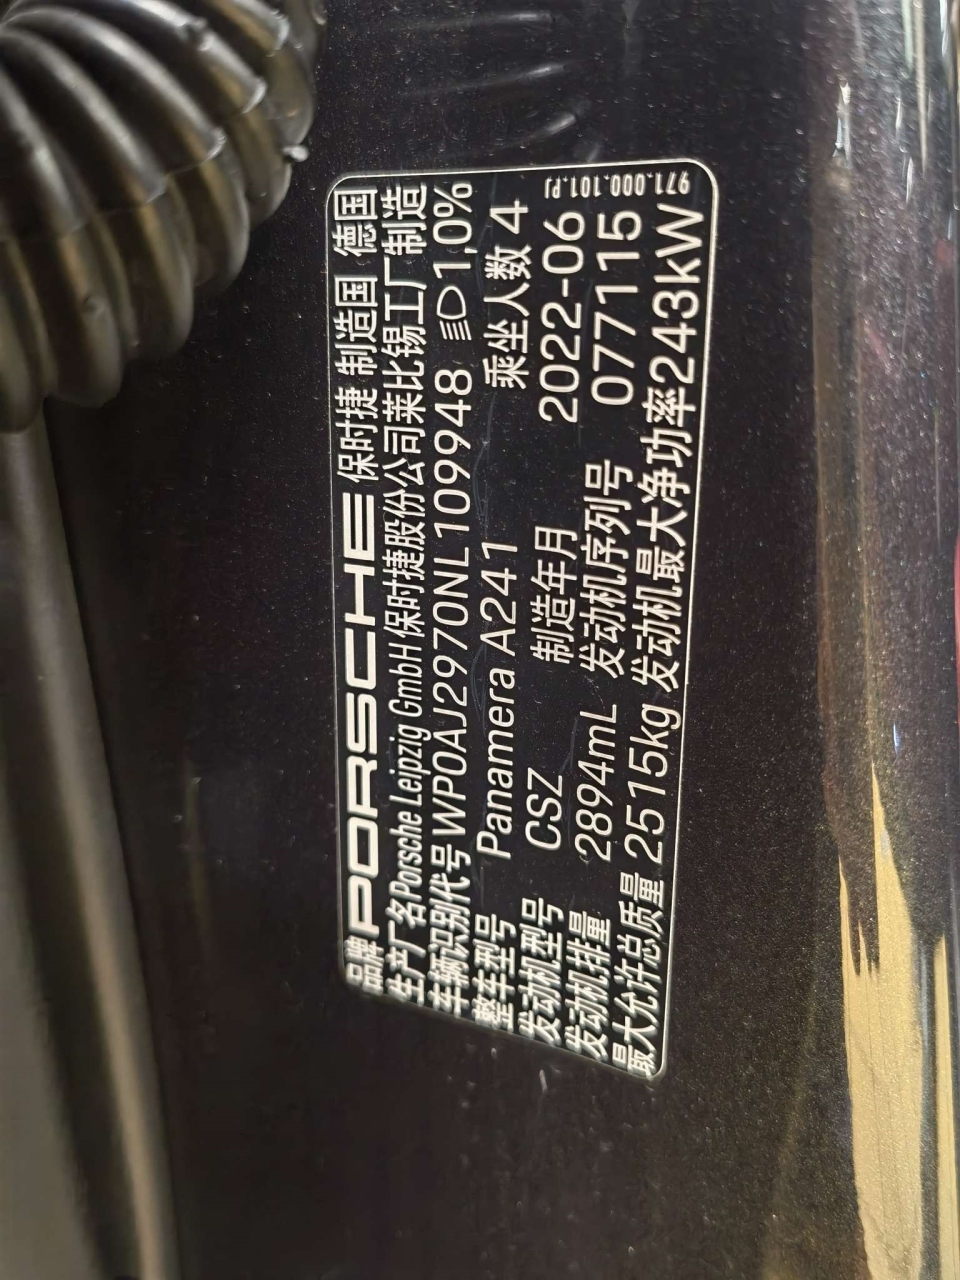 品牌 PORSCHE 保时捷 制造国 德国
生产厂名 Porsche Leipzig GmbH 保时捷股份公司莱比锡工厂制造
车辆识别代号 WP0AJ2970NL109948 1,0%
整车型号 Panamera A241 乘坐人数 4
发动机型号 CSZ 制造年月 2022-06
发动机排量 2894mL 发动机序列号 077115
最大允许总质量 2515kg 发动机最大净功率 243kW
971.000.101.PJ